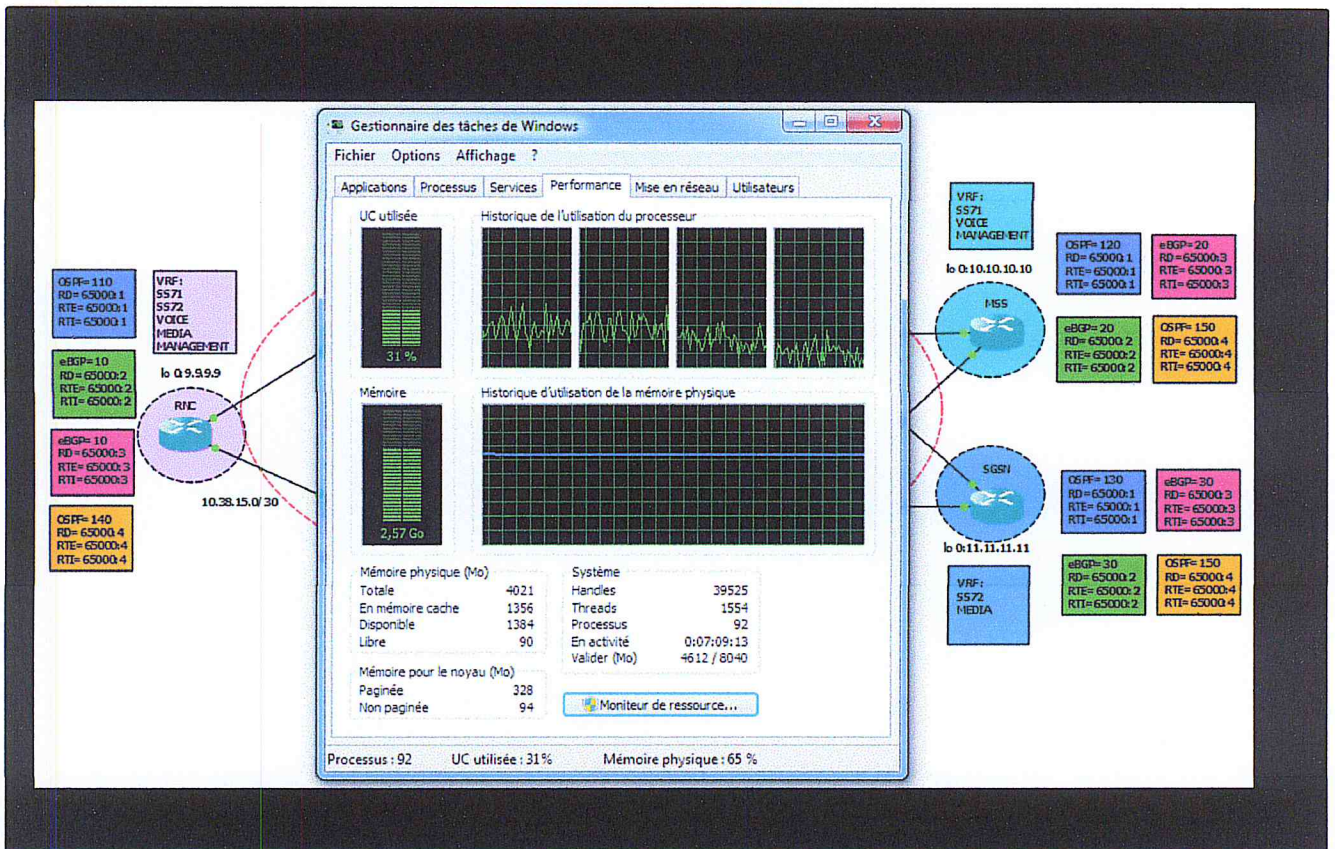 OSPF= 110
RD= 65000:1
RTE= 65000:1
RTI= 65000:1
eBGP= 10
RD= 65000:2
RTE= 65000:2
RTI= 65000:2
eBGP= 10
RD= 65000:3
RTE= 65000:3
RTI= 65000:3
OSPF= 140
RD= 65000:4
RTE= 65000:4
RTI= 65000:4
VRF:
SS71
SS72
VOICE
MEDIA
MANAGEMENT
lo 0:9.9.9.9
RNC
10.38.15.0/ 30
Gestionnaire des tâches de Windows
Fichier Options Affichage ?
Applications Processus Services Performance Mise en réseau Utilisateurs
UC utilisée Historique de l'utilisation du processeur
31 %
Mémoire Historique d'utilisation de la mémoire physique
2,57 Go
Mémoire physique (Mo)
Totale 4021
En mémoire cache 1356
Disponible 1384
Libre 90
Mémoire pour le noyau (Mo)
Paginée 328
Non paginée 94
Système
Handles 39525
Threads 1554
Processus 92
En activité 0:07:09:13
Valider (Mo) 4612 / 8040
Moniteur de ressource...
Processus : 92 UC utilisée : 31% Mémoire physique : 65 %
VRF:
SS71
VOICE
MANAGEMENT
lo 0:10.10.10.10
MSS
OSPF= 120
RD= 65000:1
RTE= 65000:1
RTI= 65000:1
eBGP= 20
RD= 65000:3
RTE= 65000:3
RTI= 65000:3
eBGP= 20
RD= 65000:2
RTE= 65000:2
RTI= 65000:2
OSPF= 150
RD= 65000:4
RTE= 65000:4
RTI= 65000:4
SGSN
lo 0:11.11.11.11
VRF:
SS72
MEDIA
OSPF= 130
RD= 65000:1
RTE= 65000:1
RTI= 65000:1
eBGP= 30
RD= 65000:3
RTE= 65000:3
RTI= 65000:3
eBGP= 30
RD= 65000:2
RTE= 65000:2
RTI= 65000:2
OSPF= 150
RD= 65000:4
RTE= 65000:4
RTI= 65000:4